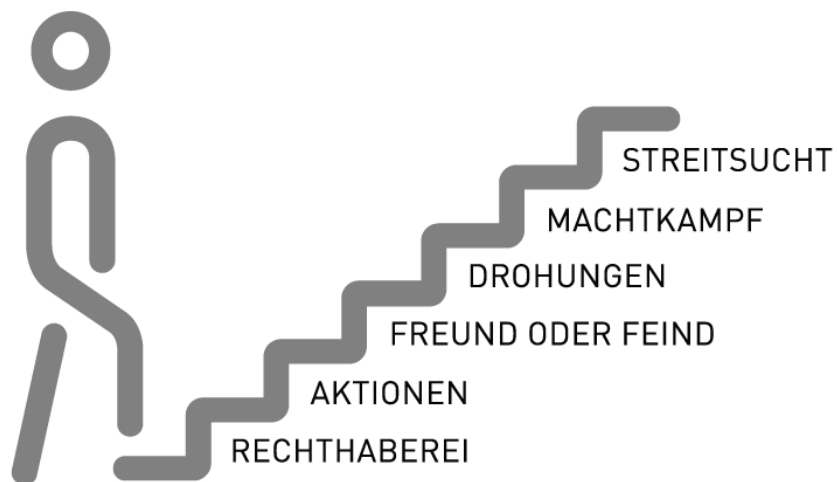 STREITSUCHT
MACHTKAMPF
DROHUNGEN
FREUND ODER FEIND
AKTIONEN
RECHTHABEREI